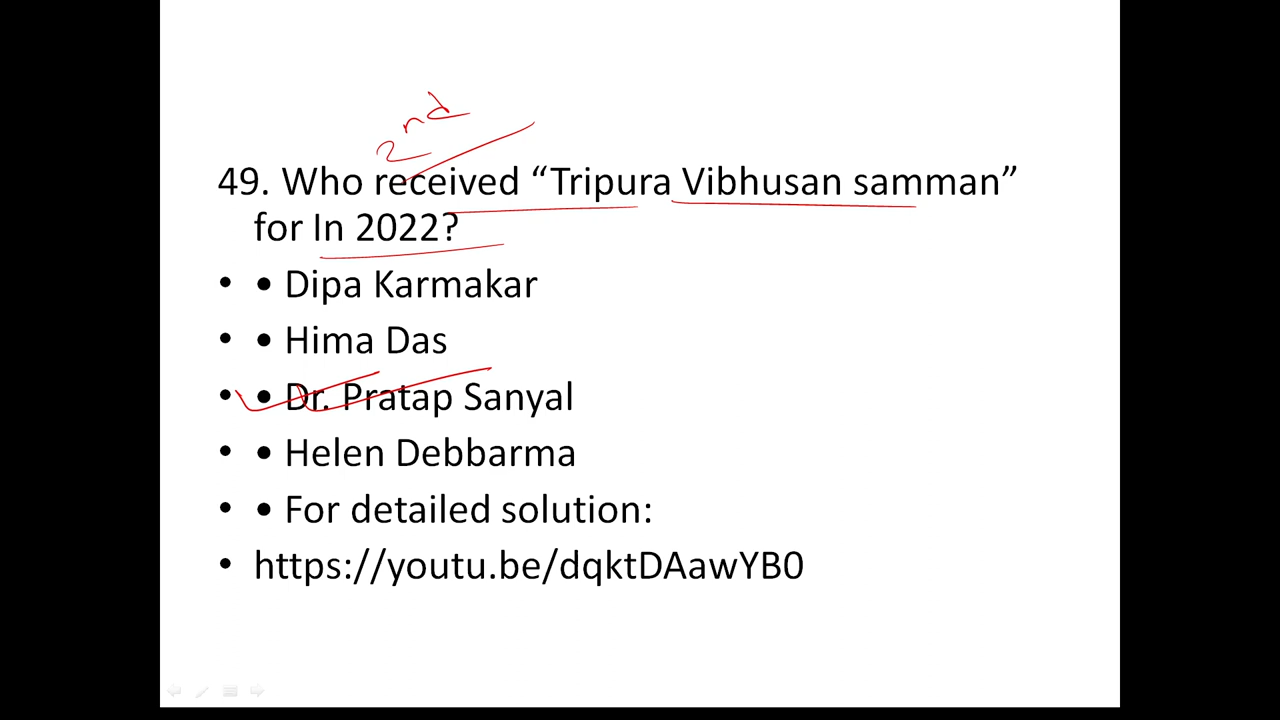 2nd
49. Who received “Tripura Vibhusan samman”
for In 2022?
• • Dipa Karmakar
• • Hima Das
• • Dr. Pratap Sanyal
• • Helen Debbarma
• • For detailed solution:
• https://youtu.be/dqktDAawYB0